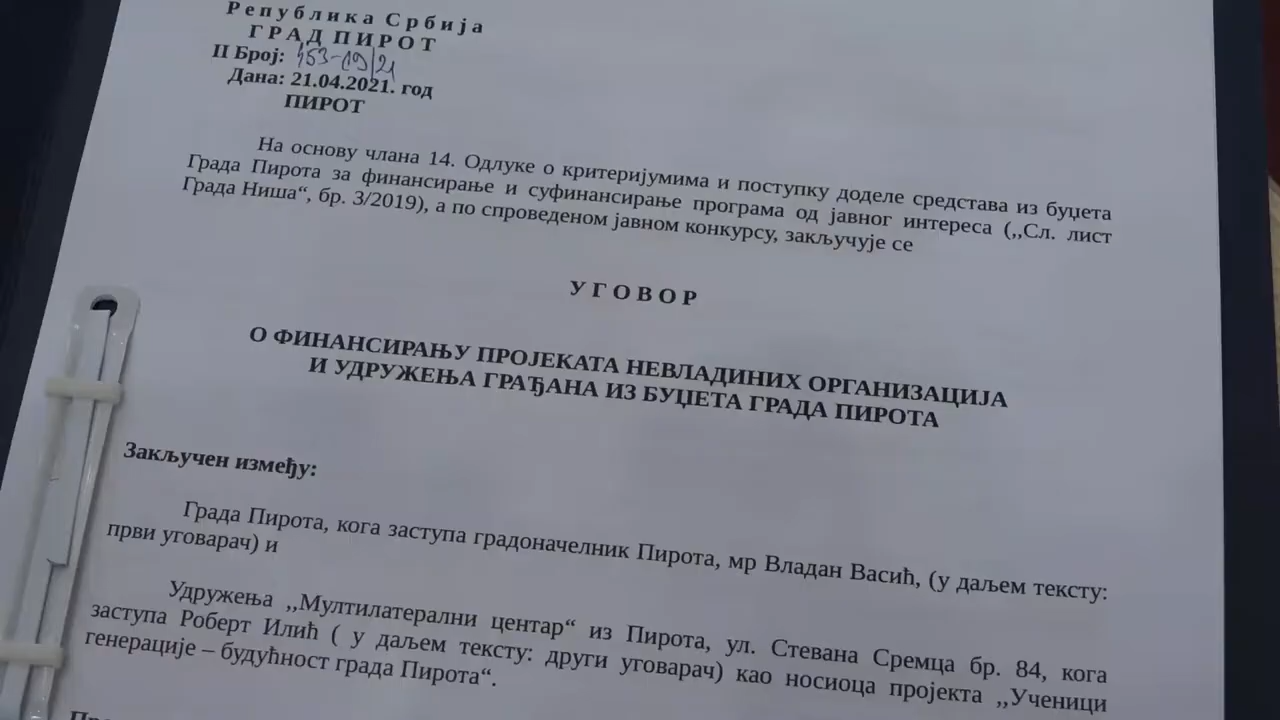 Република Србија
ГРАД ПИРОТ
II Број: 453-19/21
Дана: 21.04.2021. год
ПИРОТ
На основу члана 14. Одлуке о критеријумима и поступку доделе средстава из буџета
Града Пирота за финансирање и суфинансирање програма од јавног интереса (,,Сл. лист
Града Ниша“, бр. 3/2019), а по спроведеном јавном конкурсу, закључује се
У Г О В О Р
О ФИНАНСИРАЊУ ПРОЈЕКАТА НЕВЛАДИНИХ ОРГАНИЗАЦИЈА
И УДРУЖЕЊА ГРАЂАНА ИЗ БУЏЕТА ГРАДА ПИРОТА
Закључен између:
Града Пирота, кога заступа градоначелник Пирота, мр Владан Васић, (у даљем тексту:
први уговарач) и
Удружења ,,Мултилатерални центар“ из Пирота, ул. Стевана Сремца бр. 84, кога
заступа Роберт Илић ( у даљем тексту: други уговарач) као носиоца пројекта ,,Ученици
генерације – будућност града Пирота“.